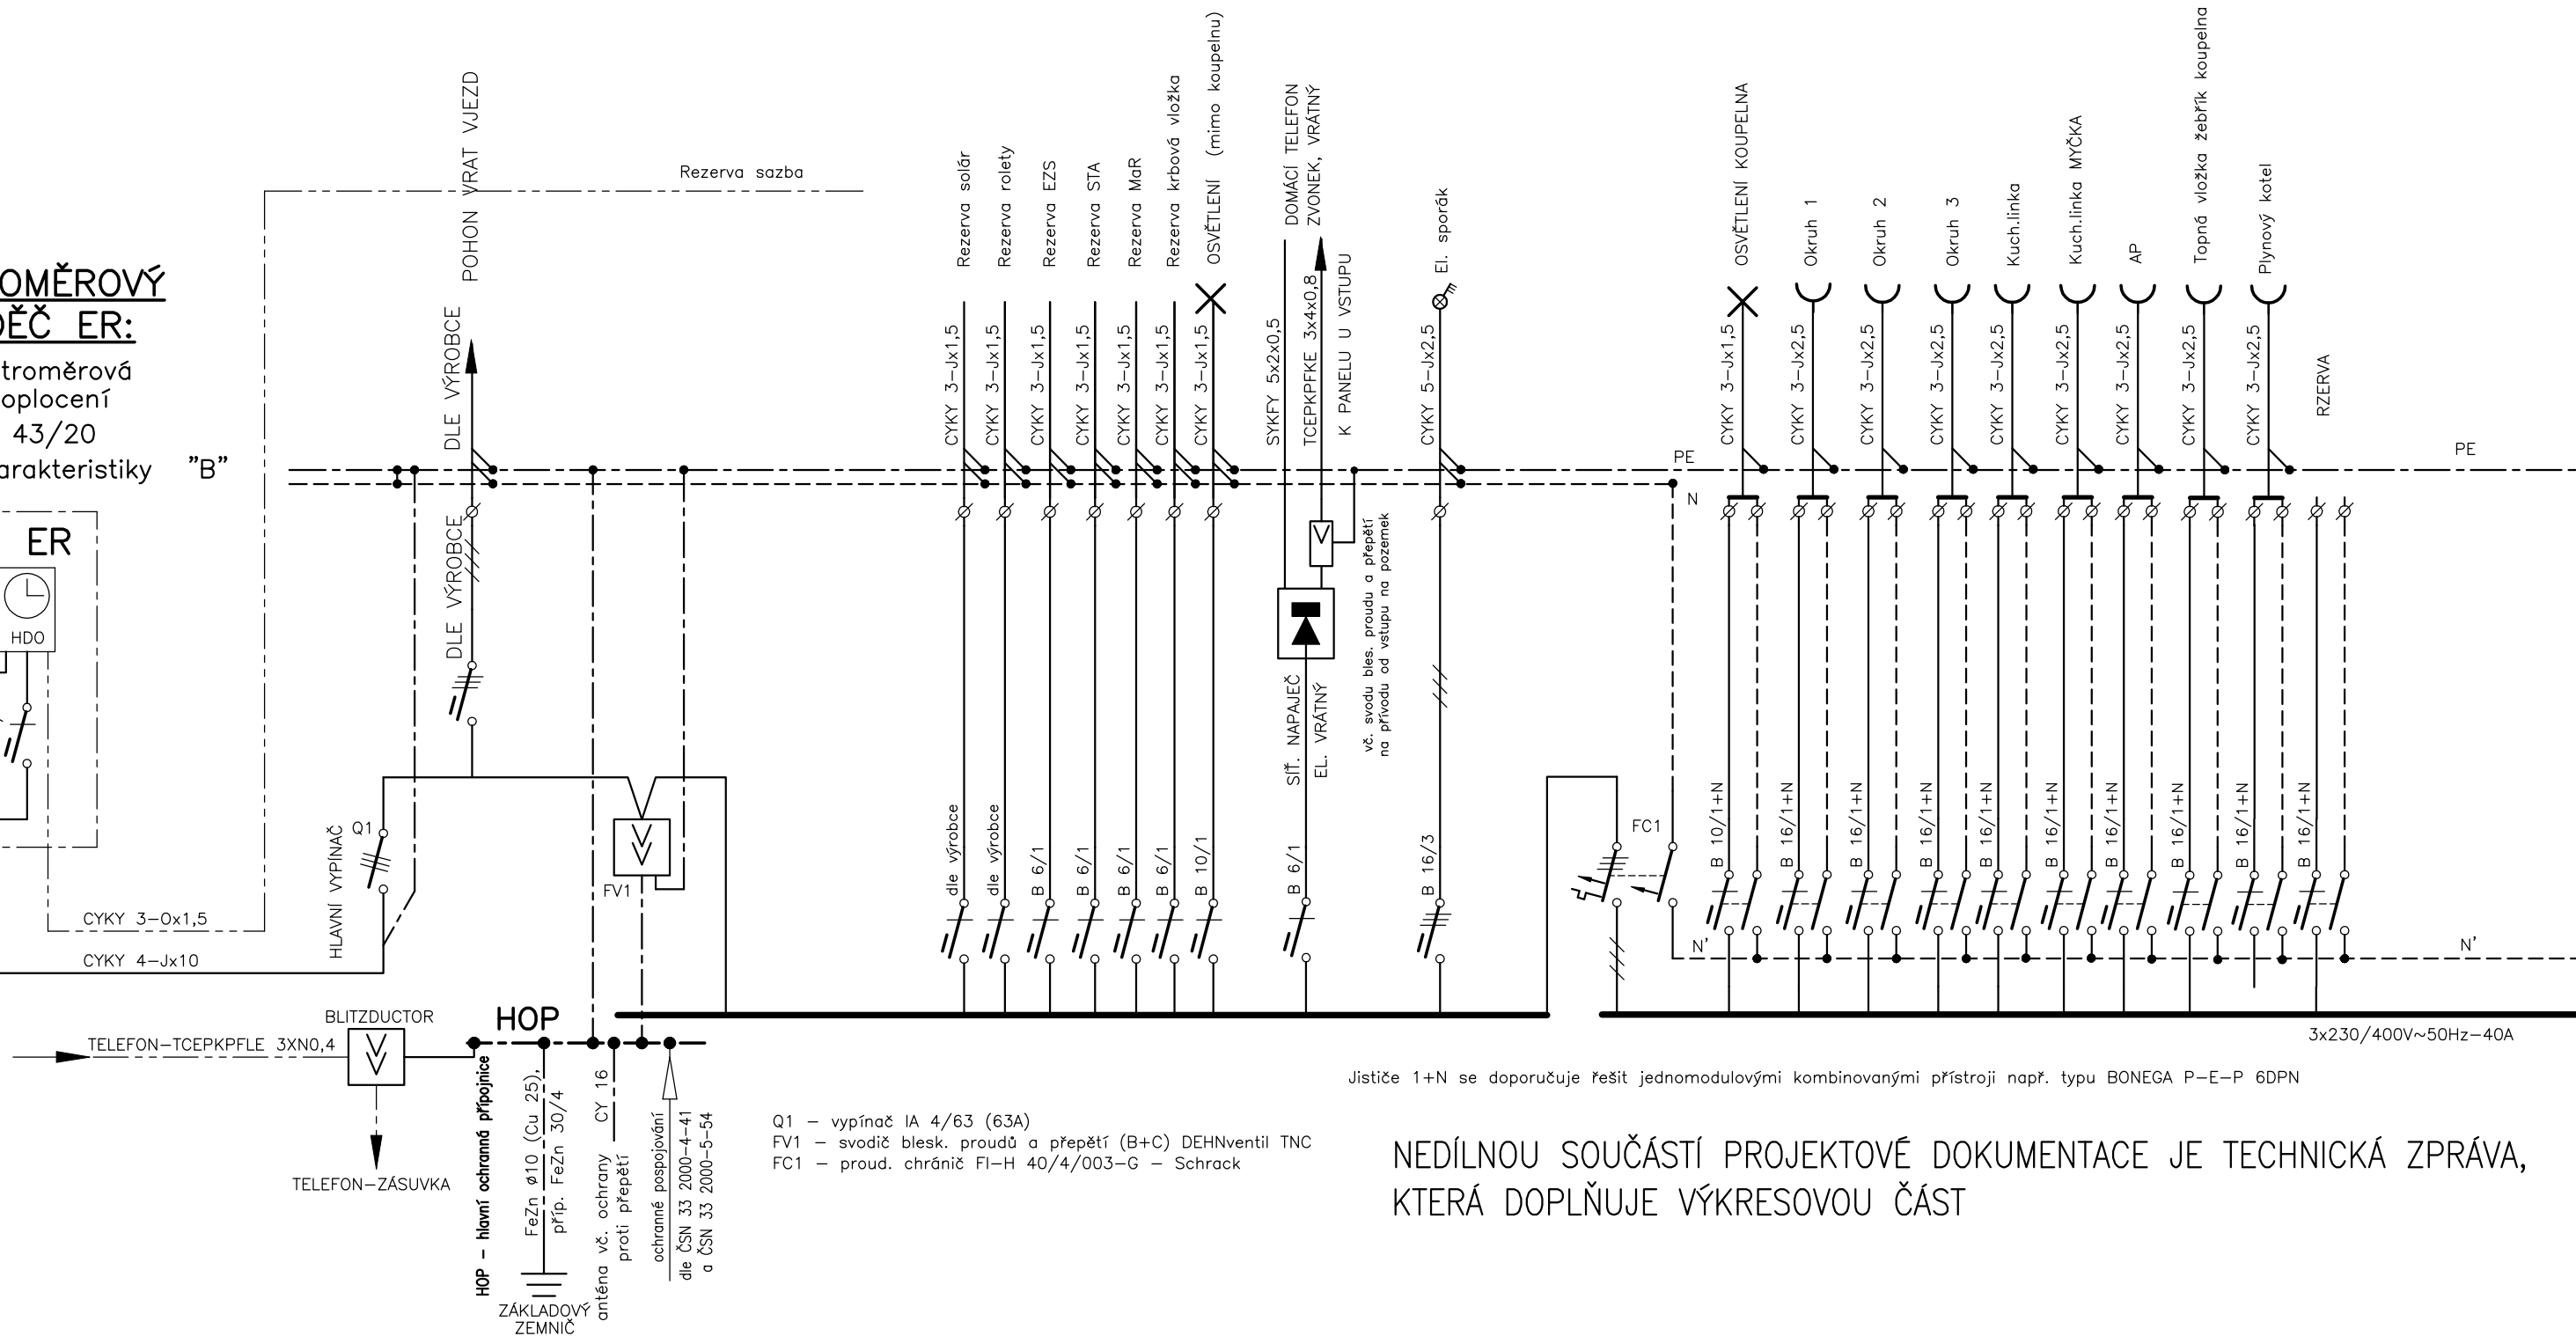 OMĚROVÝ
DĚČ ER:
troměrová
oplocení
43/20
arakteristiky "B"
ER
HDO
CYKY 3-Ox1,5
CYKY 4-Jx10
POHON VRAT VJEZD
DLE VÝROBCE
DLE VÝROBCE
Rezerva sazba
HLAVNÍ VYPÍNAČ
Q1
FV1
BLITZDUCTOR
TELEFON-TCEPKPFLE 3XN0,4
TELEFON-ZÁSUVKA
HOP
HOP - hlavní ochranná přípojnice
FeZn ø10 (Cu 25),
příp. FeZn 30/4
ZÁKLADOVÝ
ZEMNIČ
CY 16
anténa vč. ochrany
proti přepětí
ochranné pospojování
dle ČSN 33 2000-4-41
a ČSN 33 2000-5-54
Rezerva solár
Rezerva rolety
Rezerva EZS
Rezerva STA
Rezerva MaR
Rezerva krbová vložka
OSVĚTLENÍ (mimo koupelnu)
CYKY 3-Jx1,5
CYKY 3-Jx1,5
CYKY 3-Jx1,5
CYKY 3-Jx1,5
CYKY 3-Jx1,5
CYKY 3-Jx1,5
CYKY 3-Jx1,5
dle výrobce
dle výrobce
B 6/1
B 6/1
B 6/1
B 6/1
B 10/1
DOMÁCÍ TELEFON
ZVONEK, VRÁTNÝ
SYKFY 5x2x0,5
TCEPKPFKE 3x4x0,8
K PANELU U VSTUPU
vč. svodu bles. proudu a přepětí
na přívodu od vstupu na pozemek
SÍŤ. NAPAJEČ
EL. VRÁTNÝ
B 6/1
El. sporák
CYKY 5-Jx2,5
B 16/3
FC1
PE
N
N'
OSVĚTLENÍ KOUPELNA
Okruh 1
Okruh 2
Okruh 3
Kuch.linka
Kuch.linka MYČKA
AP
Topná vložka žebřík koupelna
Plynový kotel
RZERVA
CYKY 3-Jx1,5
CYKY 3-Jx2,5
CYKY 3-Jx2,5
CYKY 3-Jx2,5
CYKY 3-Jx2,5
CYKY 3-Jx2,5
CYKY 3-Jx2,5
CYKY 3-Jx2,5
CYKY 3-Jx2,5
B 10/1+N
B 16/1+N
B 16/1+N
B 16/1+N
B 16/1+N
B 16/1+N
B 16/1+N
B 16/1+N
B 16/1+N
B 16/1+N
PE
N'
3x230/400V~50Hz-40A
Jističe 1+N se doporučuje řešit jednomodulovými kombinovanými přístroji např. typu BONEGA P-E-P 6DPN
Q1 - vypínač IA 4/63 (63A)
FV1 - svodič blesk. proudů a přepětí (B+C) DEHNventil TNC
FC1 - proud. chránič FI-H 40/4/003-G - Schrack
NEDÍLNOU SOUČÁSTÍ PROJEKTOVÉ DOKUMENTACE JE TECHNICKÁ ZPRÁVA,
KTERÁ DOPLŇUJE VÝKRESOVOU ČÁST